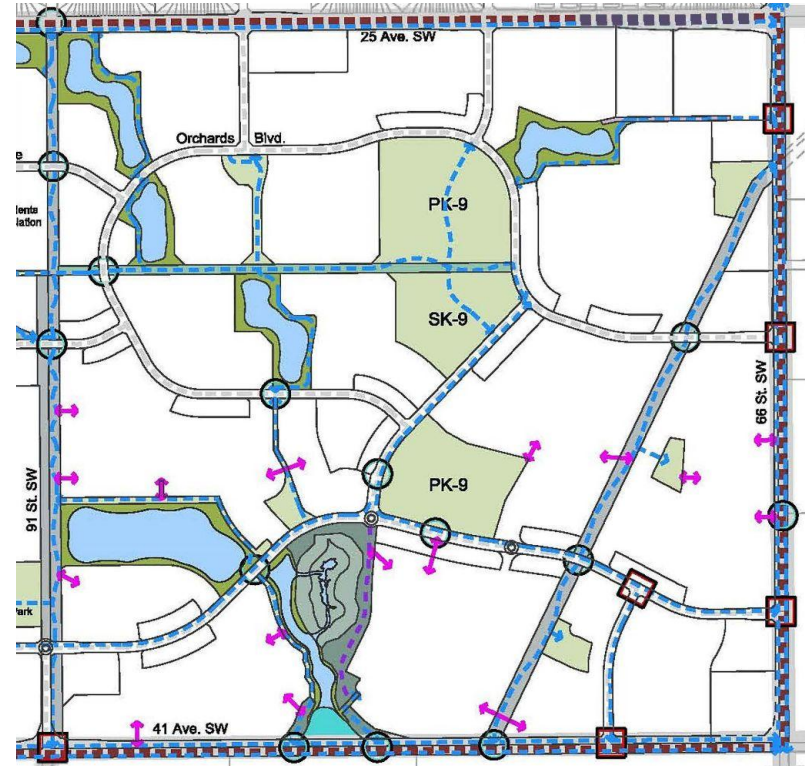 25 Ave. SW
Orchards Blvd.
PK-9
SK-9
66 St. SW
PK-9
91 St. SW
41 Ave. SW